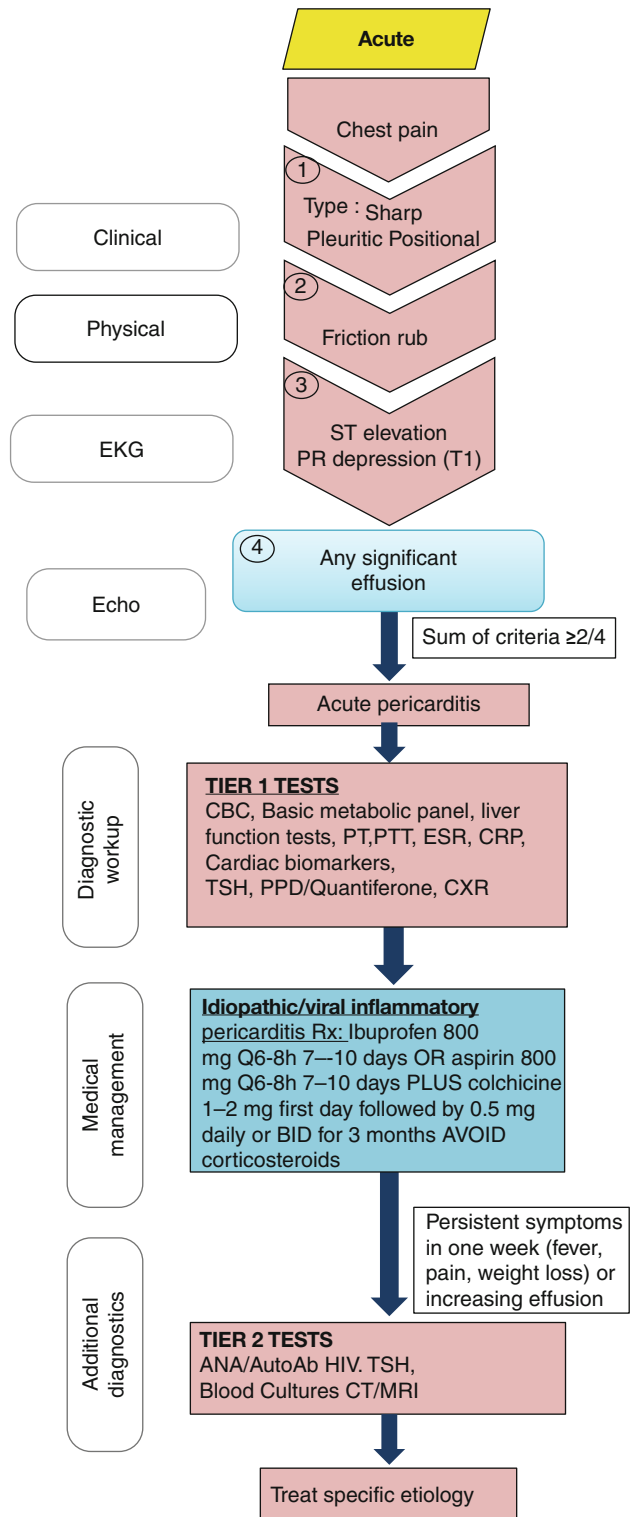 Acute
Chest pain
1
Type : Sharp
Pleuritic Positional
Clinical
2
Friction rub
Physical
3
ST elevation
PR depression (T1)
EKG
4
Any significant
effusion
Echo
Sum of criteria ≥2/4
Acute pericarditis
Diagnostic
workup
TIER 1 TESTS
CBC, Basic metabolic panel, liver
function tests, PT,PTT, ESR, CRP,
Cardiac biomarkers,
TSH, PPD/Quantiferone, CXR
Medical
management
Idiopathic/viral inflammatory
pericarditis Rx: Ibuprofen 800
mg Q6-8h 7–-10 days OR aspirin 800
mg Q6-8h 7–10 days PLUS colchicine
1–2 mg first day followed by 0.5 mg
daily or BID for 3 months AVOID
corticosteroids
Persistent symptoms
in one week (fever,
pain, weight loss) or
increasing effusion
Additional
diagnostics
TIER 2 TESTS
ANA/AutoAb HIV. TSH,
Blood Cultures CT/MRI
Treat specific etiology